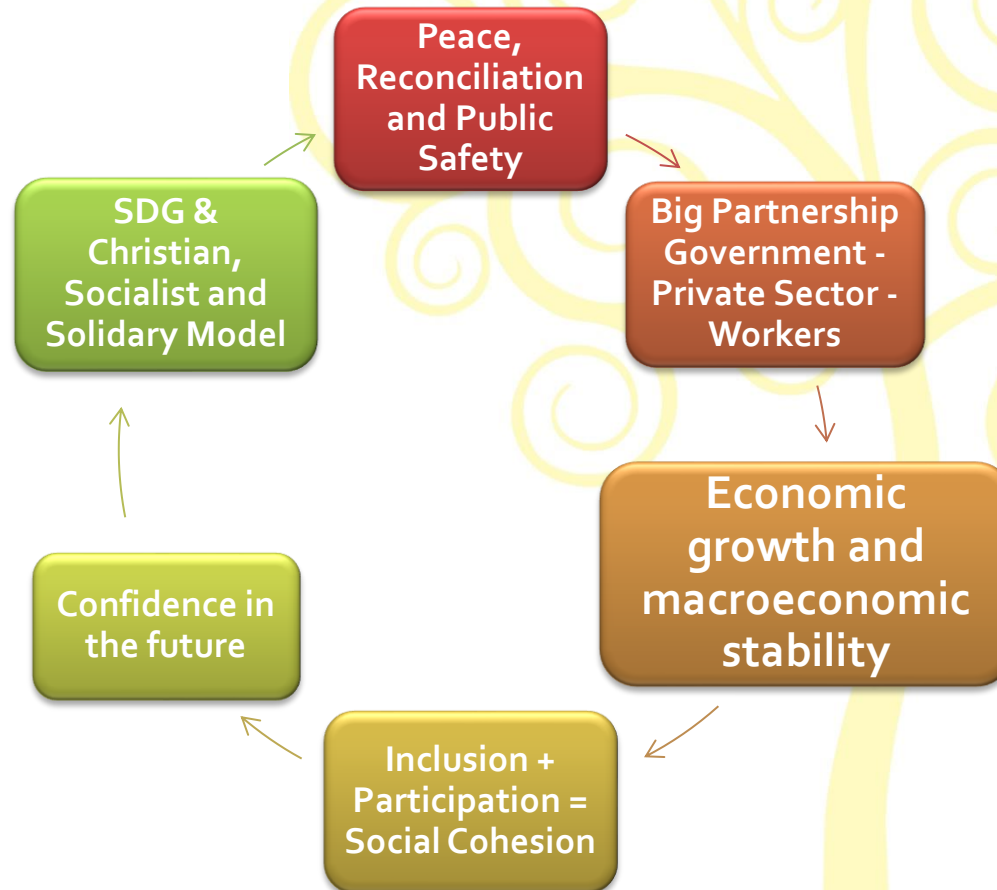 Peace,
Reconciliation
and Public
Safety
Big Partnership
Government -
Private Sector -
Workers
Economic
growth and
macroeconomic
stability
Inclusion +
Participation =
Social Cohesion
Confidence in
the future
SDG &
Christian,
Socialist and
Solidary Model